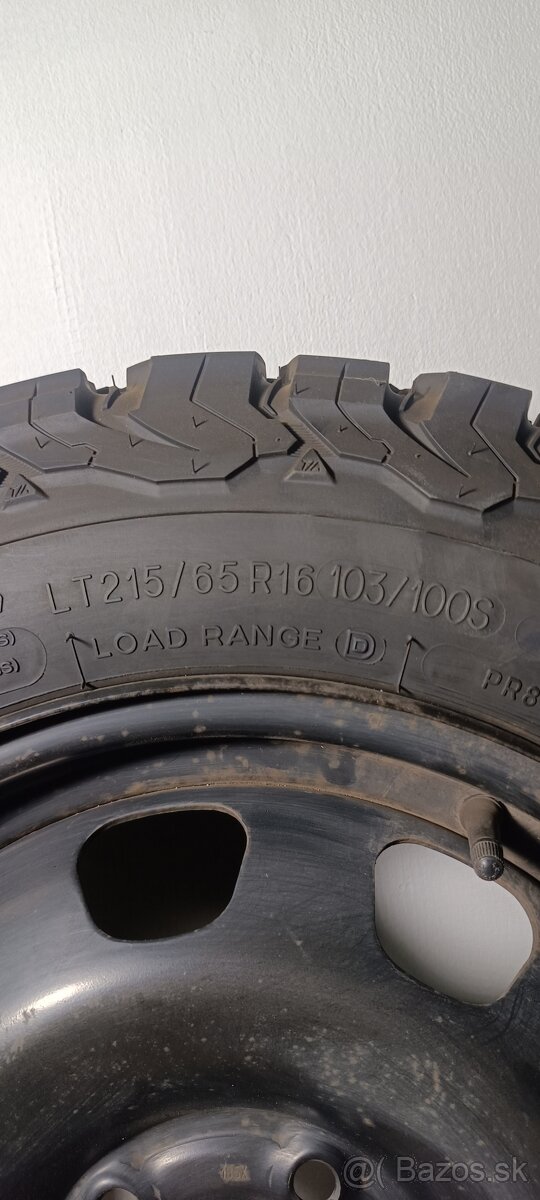 T/A
T/A
LT215/65 R16 103/100S
LOAD RANGE D
PR8
S)
S)
@ Bazos.sk